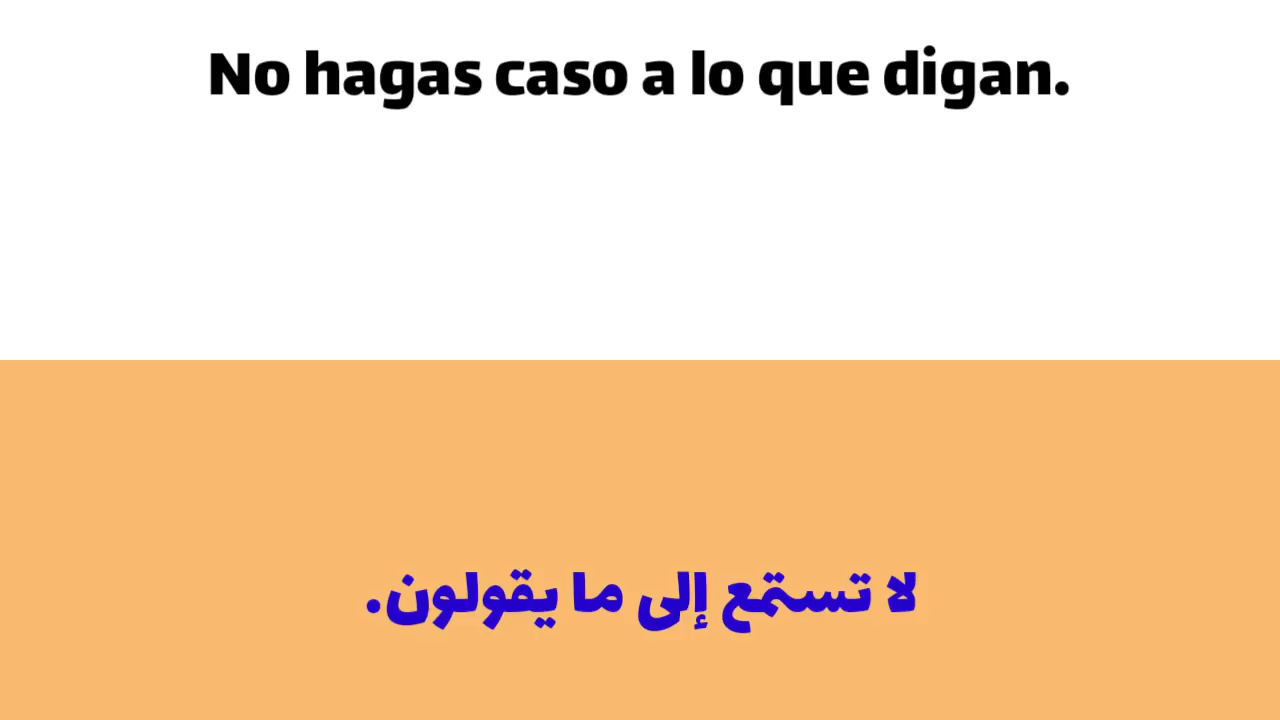 No hagas caso a lo que digan.
لا تستمع إلى ما يقولون.